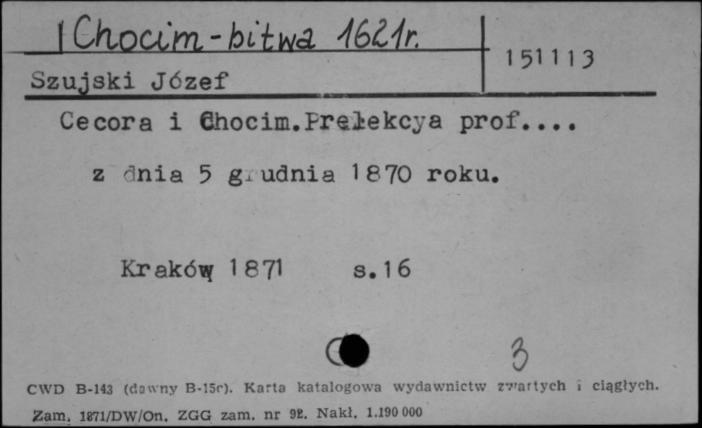 Chocim - bitwa 1621r.
151113
Szujski Józef
Cecora i Chocim.Prelekcya prof....
z dnia 5 grudnia 1870 roku.
Kraków 1871 s.16
3
CWD B-143 (dawny B-15c). Karta katalogowa wydawnictw zwartych i ciągłych.
Zam. 1871/DW/On. ZGG zam. nr 92. Nakł. 1.190 000